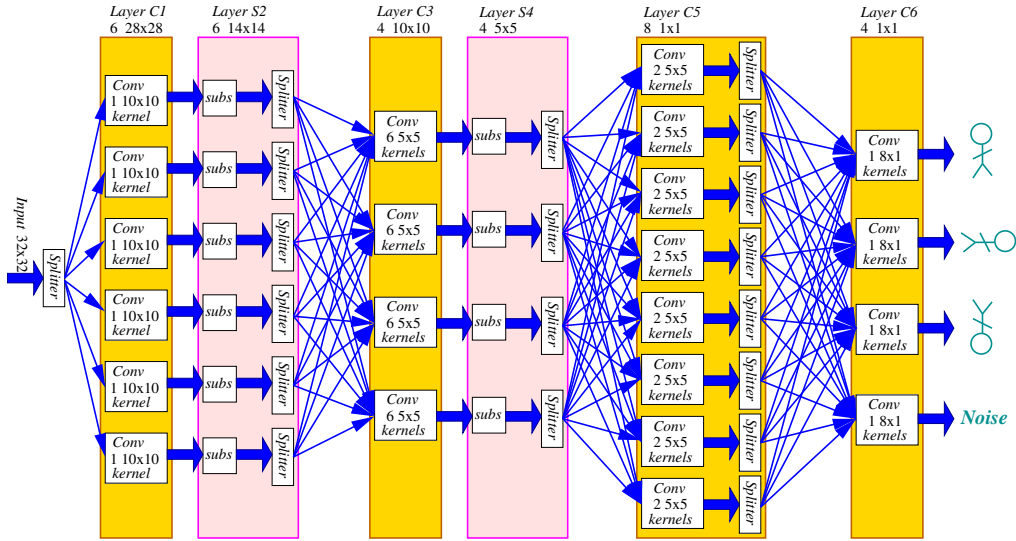 Layer C1
6 28x28
Layer S2
6 14x14
Layer C3
4 10x10
Layer S4
4 5x5
Layer C5
8 1x1
Layer C6
4 1x1
Input 32x32
Splitter
Conv
1 10x10
kernel
Conv
1 10x10
kernel
Conv
1 10x10
kernel
Conv
1 10x10
kernel
Conv
1 10x10
kernel
Conv
1 10x10
kernel
subs
Splitter
subs
Splitter
subs
Splitter
subs
Splitter
subs
Splitter
subs
Splitter
Conv
6 5x5
kernels
Conv
6 5x5
kernels
Conv
6 5x5
kernels
Conv
6 5x5
kernels
subs
Splitter
subs
Splitter
subs
Splitter
subs
Splitter
Conv
2 5x5
kernels
Splitter
Conv
2 5x5
kernels
Splitter
Conv
2 5x5
kernels
Splitter
Conv
2 5x5
kernels
Splitter
Conv
2 5x5
kernels
Splitter
Conv
2 5x5
kernels
Splitter
Conv
2 5x5
kernels
Splitter
Conv
2 5x5
kernels
Splitter
Conv
1 8x1
kernels
Conv
1 8x1
kernels
Conv
1 8x1
kernels
Conv
1 8x1
kernels
Noise